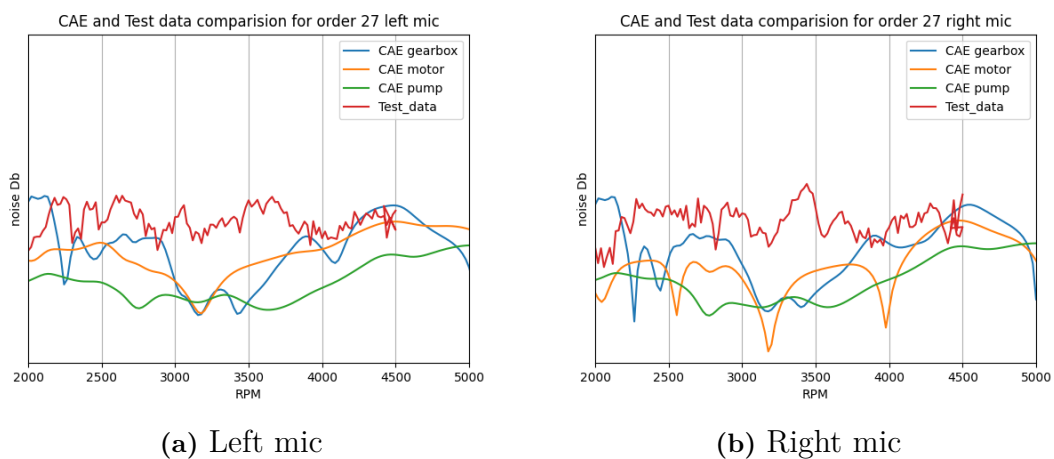 CAE and Test data comparision for order 27 left mic
CAE gearbox
CAE motor
CAE pump
Test_data
noise Db
2000 2500 3000 3500 4000 4500 5000
RPM
(a) Left mic
CAE and Test data comparision for order 27 right mic
CAE gearbox
CAE motor
CAE pump
Test_data
noise Db
2000 2500 3000 3500 4000 4500 5000
RPM
(b) Right mic